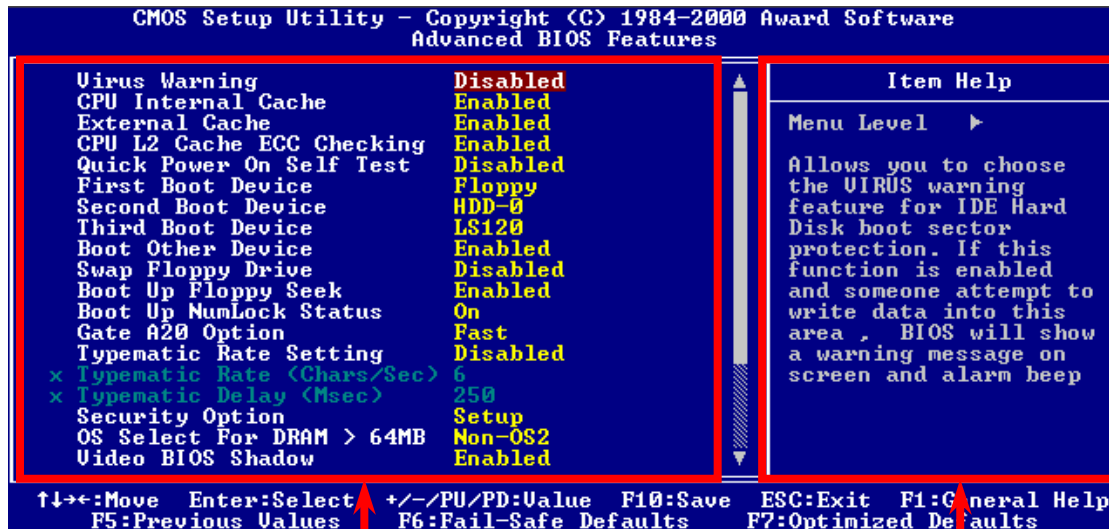 CMOS Setup Utility – Copyright (C) 1984–2000 Award Software
Advanced BIOS Features
Virus Warning Disabled
CPU Internal Cache Enabled
External Cache Enabled
CPU L2 Cache ECC Checking Enabled
Quick Power On Self Test Disabled
First Boot Device Floppy
Second Boot Device HDD-0
Third Boot Device LS120
Boot Other Device Enabled
Swap Floppy Drive Disabled
Boot Up Floppy Seek Enabled
Boot Up NumLock Status On
Gate A20 Option Fast
Typematic Rate Setting Disabled
x Typematic Rate (Chars/Sec) 6
x Typematic Delay (Msec) 250
Security Option Setup
OS Select For DRAM > 64MB Non-OS2
Video BIOS Shadow Enabled
Item Help
Menu Level ►
Allows you to choose
the VIRUS warning
feature for IDE Hard
Disk boot sector
protection. If this
function is enabled
and someone attempt to
write data into this
area , BIOS will show
a warning message on
screen and alarm beep
↑↓→←:Move Enter:Select +/-/PU/PD:Value F10:Save ESC:Exit F1:General Help
F5:Previous Values F6:Fail-Safe Defaults F7:Optimized Defaults